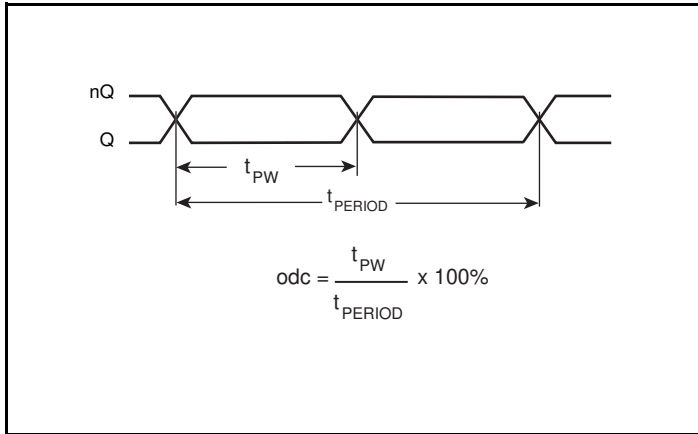 nQ
Q
tPW
tPERIOD
odc = tPW / tPERIOD x 100%